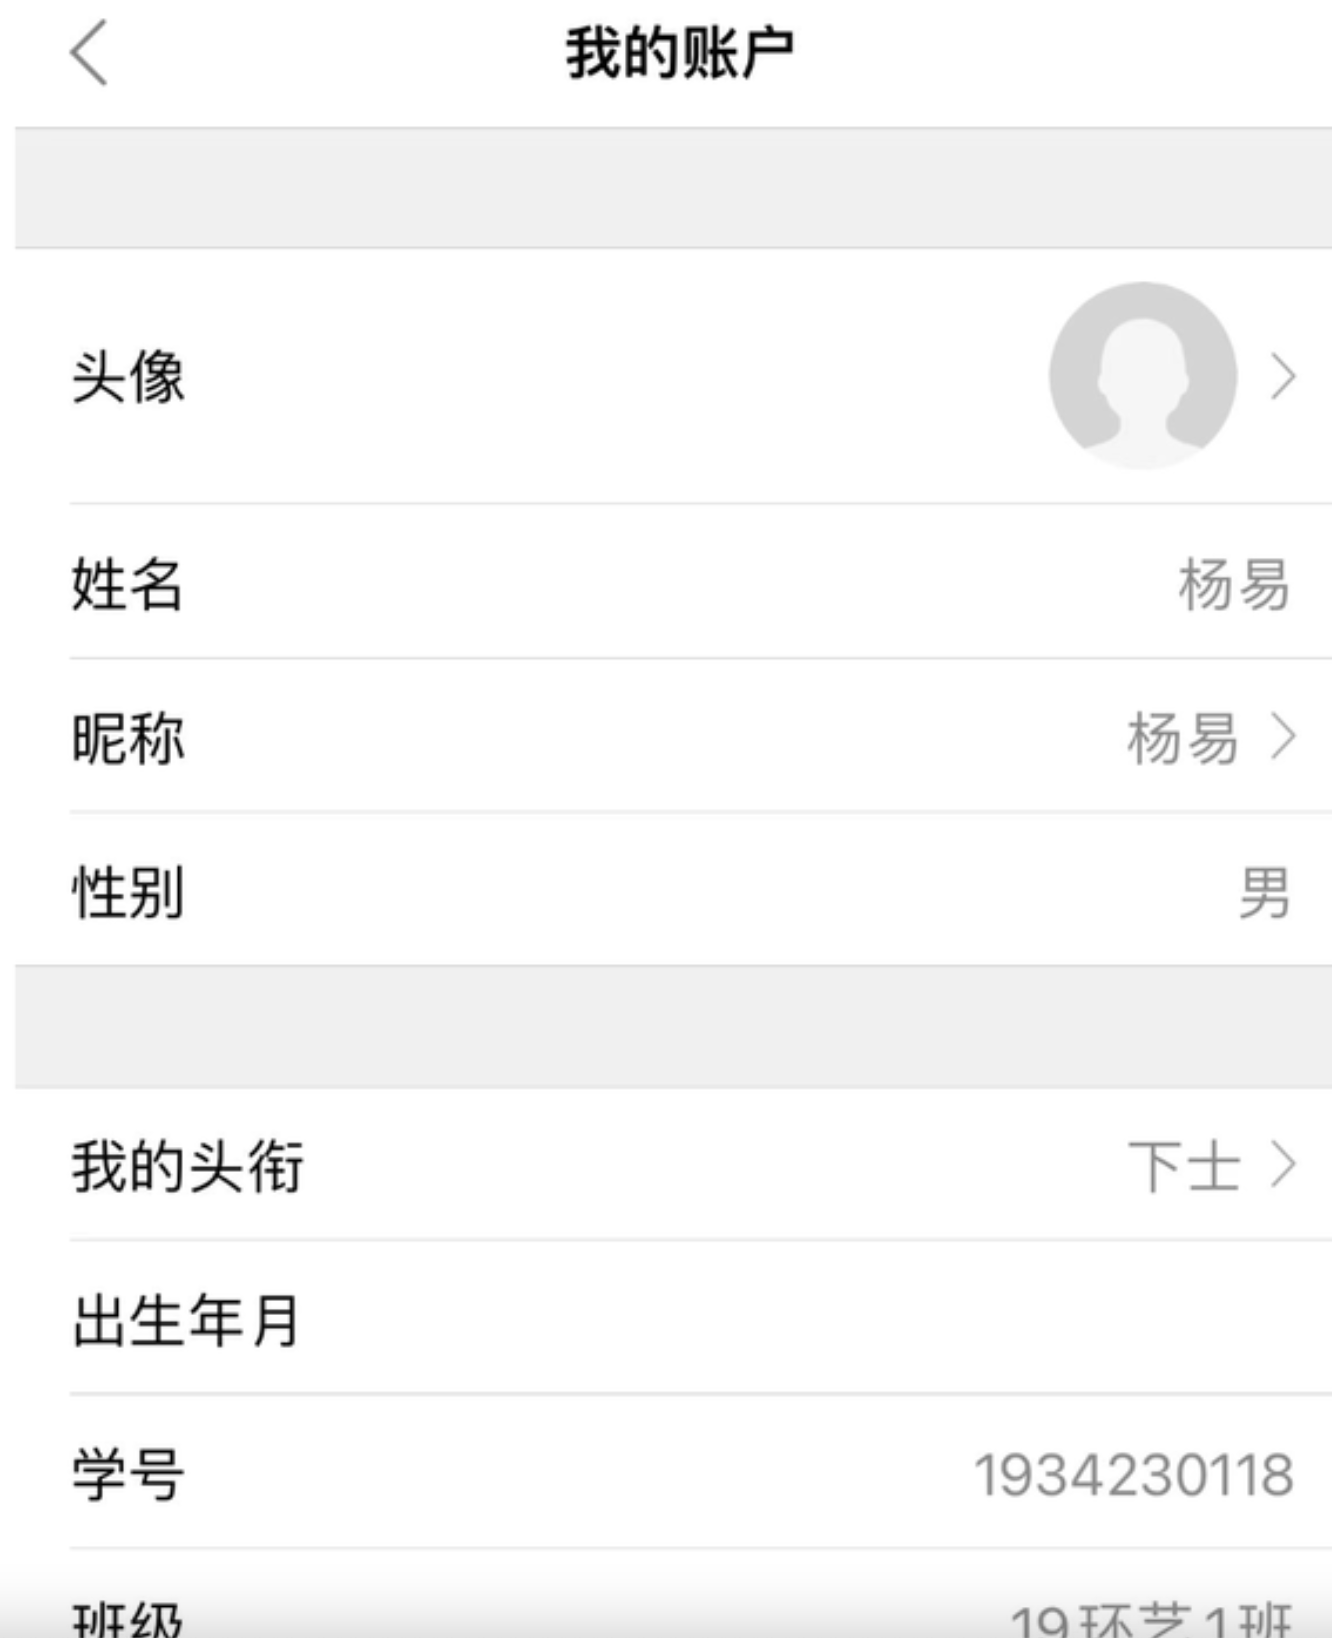 我的账户
头像
姓名 杨易
昵称 杨易
性别 男
我的头衔 下士
出生年月
学号 1934230118
班级 19环艺1班